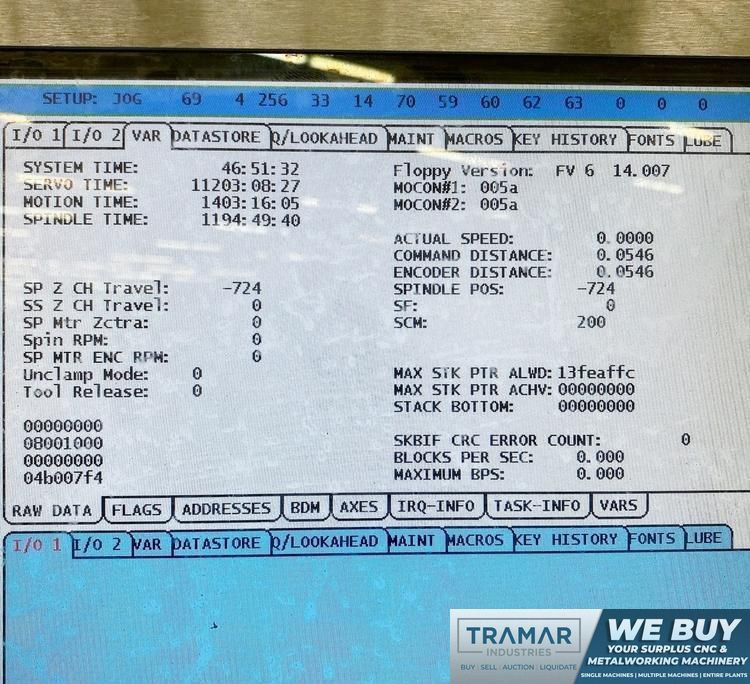 SETUP: JOG 69 4 256 33 14 70 59 60 62 63 0 0 0
I/O 1 I/O 2 VAR DATASTORE Q/LOOKAHEAD MAINT MACROS KEY HISTORY FONTS LUBE
SYSTEM TIME: 46:51:32
SERVO TIME: 11203:08:27
MOTION TIME: 1403:16:05
SPINDLE TIME: 1194:49:40
Floppy Version: FV 6 14.007
MOCON#1: 005a
MOCON#2: 005a
ACTUAL SPEED: 0.0000
COMMAND DISTANCE: 0.0546
ENCODER DISTANCE: 0.0546
SPINDLE POS: -724
SF: 0
SCM: 200
SP Z CH Travel: -724
SS Z CH Travel: 0
SP Mtr Zctra: 0
Spin RPM: 0
SP MTR ENC RPM: 0
Unclamp Mode: 0
Tool Release: 0
MAX STK PTR ALWD: 13feaffc
MAX STK PTR ACHV: 00000000
STACK BOTTOM: 00000000
00000000
08001000
00000000
04b007f4
SKBIF CRC ERROR COUNT: 0
BLOCKS PER SEC: 0.000
MAXIMUM BPS: 0.000
RAW DATA FLAGS ADDRESSES BDM AXES IRQ-INFO TASK-INFO VARS
I/O 1 I/O 2 VAR DATASTORE Q/LOOKAHEAD MAINT MACROS KEY HISTORY FONTS LUBE
TRAMAR
INDUSTRIES
BUY | SELL | AUCTION | LIQUIDATE
WE BUY
YOUR SURPLUS CNC &
METALWORKING MACHINERY
SINGLE MACHINES | MULTIPLE MACHINES | ENTIRE PLANTS